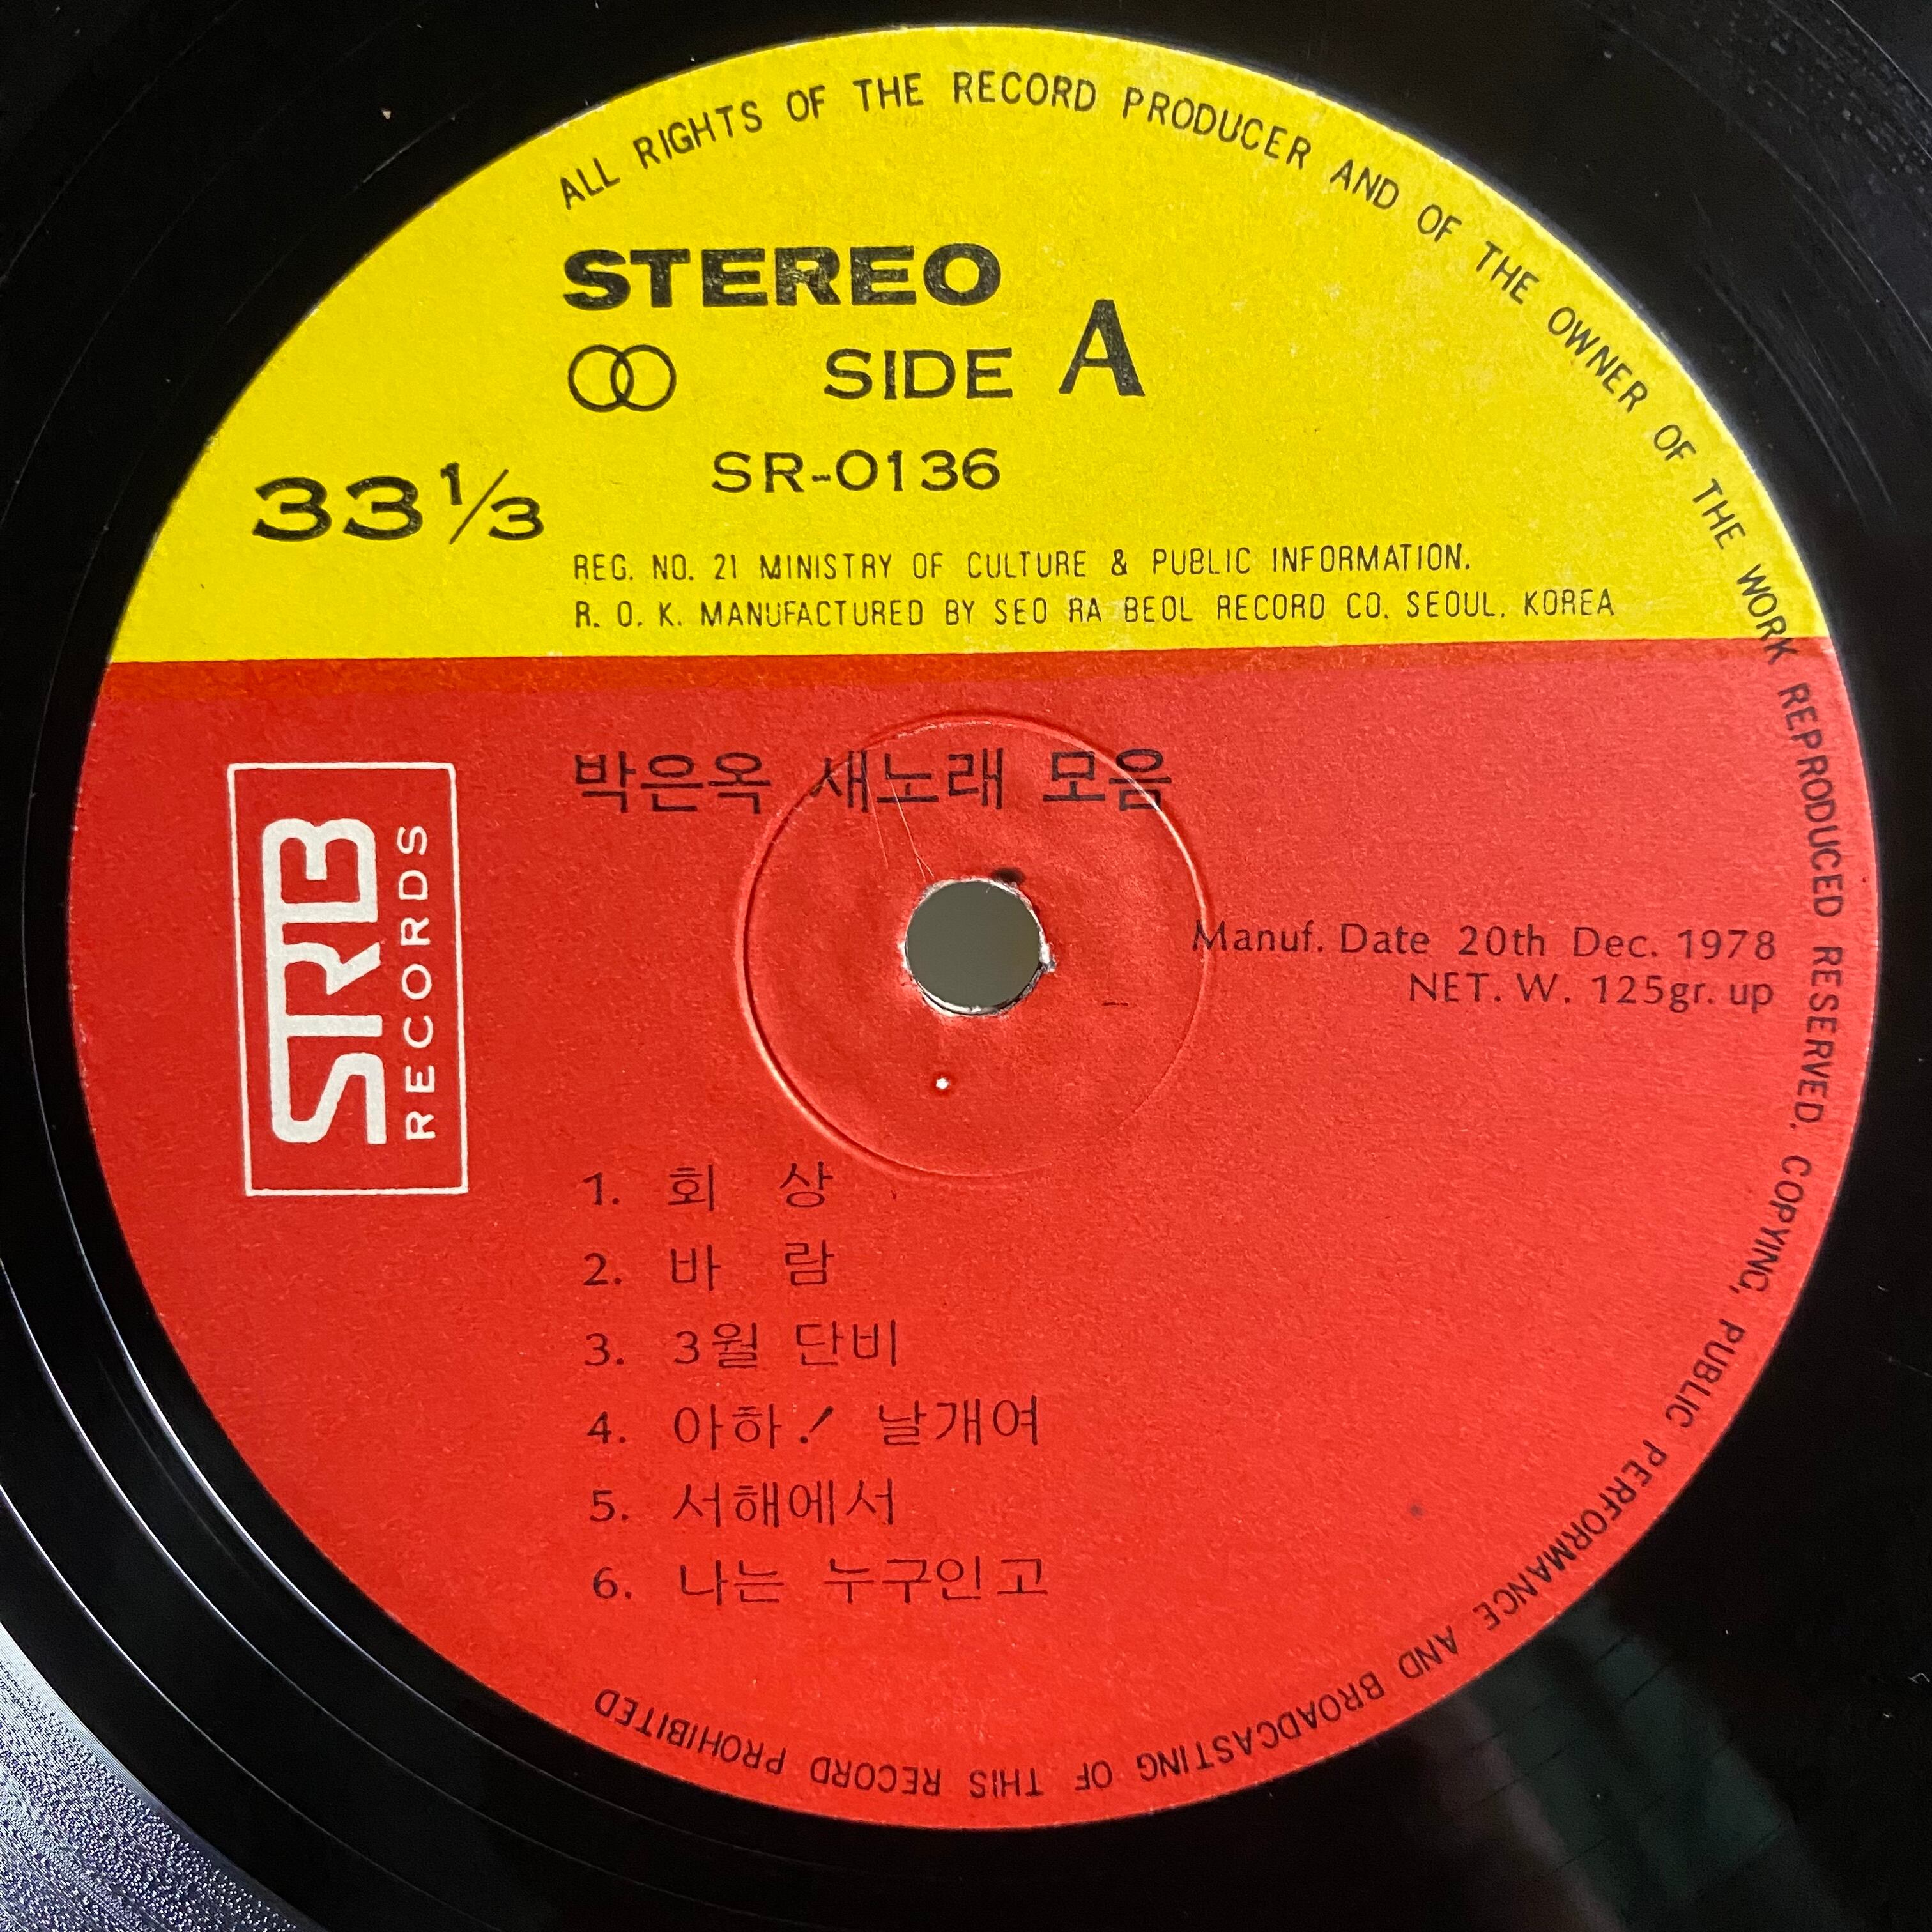 ALL RIGHTS OF THE RECORD PRODUCER AND OF THE OWNER OF THE WORK REPRODUCED RESERVED. COPYING, PUBLIC PERFORMANCE AND BROADCASTING OF THIS RECORD PROHIBITED
STEREO
SIDE A
SR-0136
33 1/3
REG. NO. 21 MINISTRY OF CULTURE & PUBLIC INFORMATION.
R. O. K. MANUFACTURED BY SEO RA BEOL RECORD CO. SEOUL. KOREA
박은옥 새노래 모음
SRB
RECORDS
Manuf. Date 20th Dec. 1978
NET. W. 125gr. up
1. 회 상
2. 바 람
3. 3월 단비
4. 아하! 날개여
5. 서해에서
6. 나는 누구인고